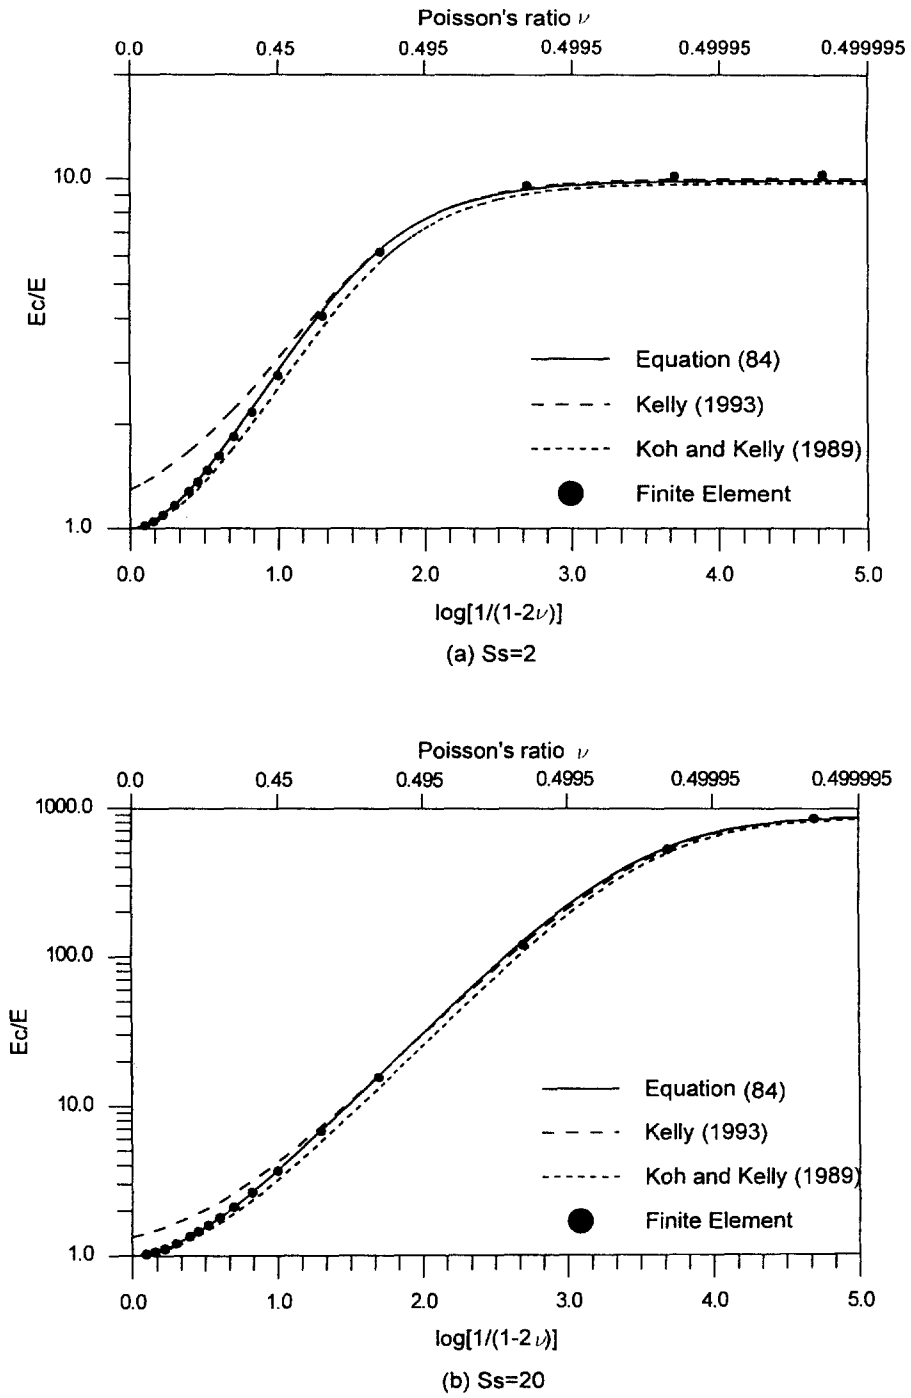 Poisson's ratio ν
0.0 0.45 0.495 0.4995 0.49995 0.499995
10.0
Ec/E
1.0
Equation (84)
Kelly (1993)
Koh and Kelly (1989)
Finite Element
0.0 1.0 2.0 3.0 4.0 5.0
log[1/(1-2ν)]
(a) Ss=2
Poisson's ratio ν
0.0 0.45 0.495 0.4995 0.49995 0.499995
1000.0
100.0
Ec/E
10.0
1.0
Equation (84)
Kelly (1993)
Koh and Kelly (1989)
Finite Element
0.0 1.0 2.0 3.0 4.0 5.0
log[1/(1-2ν)]
(b) Ss=20